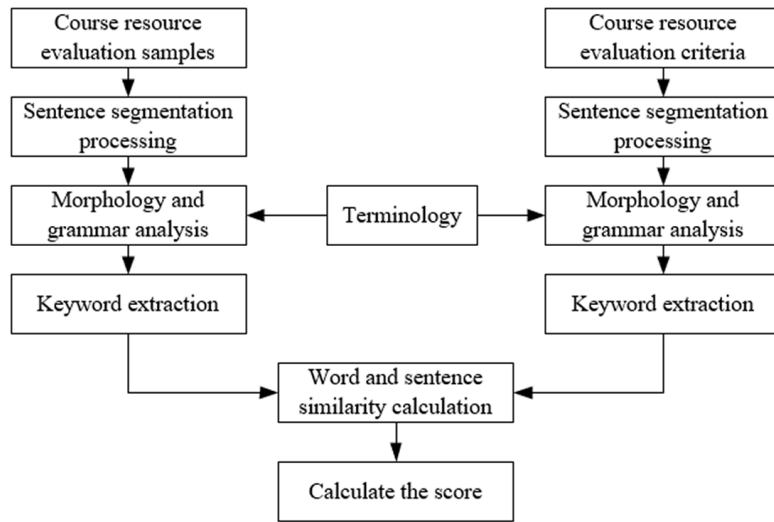 Course resource
evaluation samples
Course resource
evaluation criteria
Sentence segmentation
processing
Sentence segmentation
processing
Morphology and
grammar analysis
Terminology
Morphology and
grammar analysis
Keyword extraction
Keyword extraction
Word and sentence
similarity calculation
Calculate the score